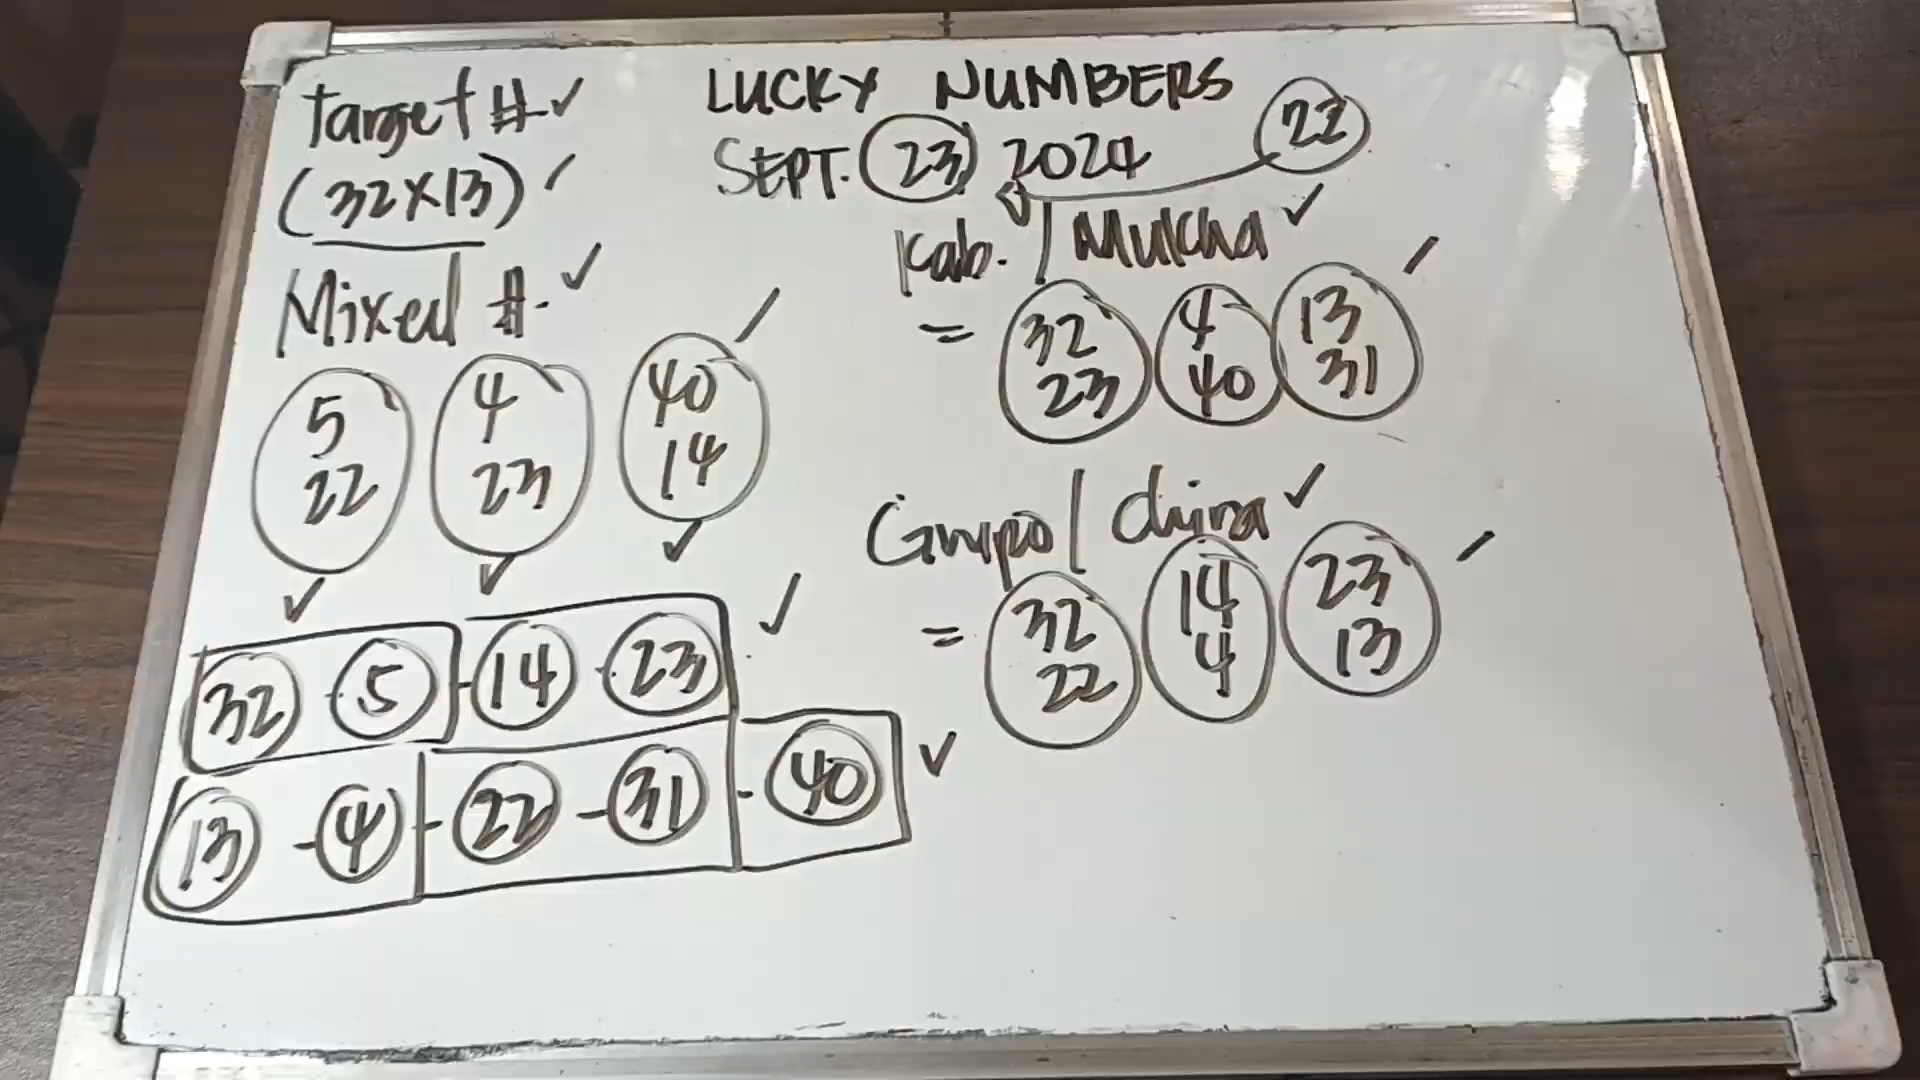 LUCKY NUMBERS
SEPT. 23 2024
Target #
(32x13)
Mixed #.
5 4 40
22 23 14
32 - 5 - 14 - 23
13 - 4 - 22 - 31 - 40
Kab. / Mukha
= 32 4 13
23 40 31
Grupo / China
= 32 14 23
22 4 13